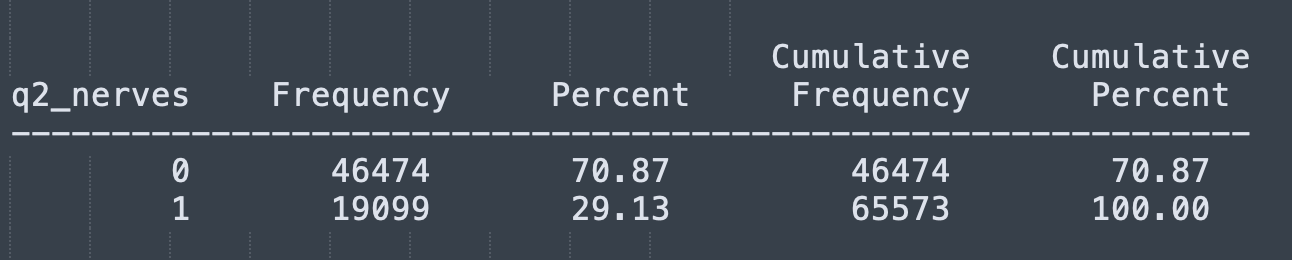 Cumulative Cumulative
q2_nerves Frequency Percent Frequency Percent
--------------------------------------------------------------
0 46474 70.87 46474 70.87
1 19099 29.13 65573 100.00